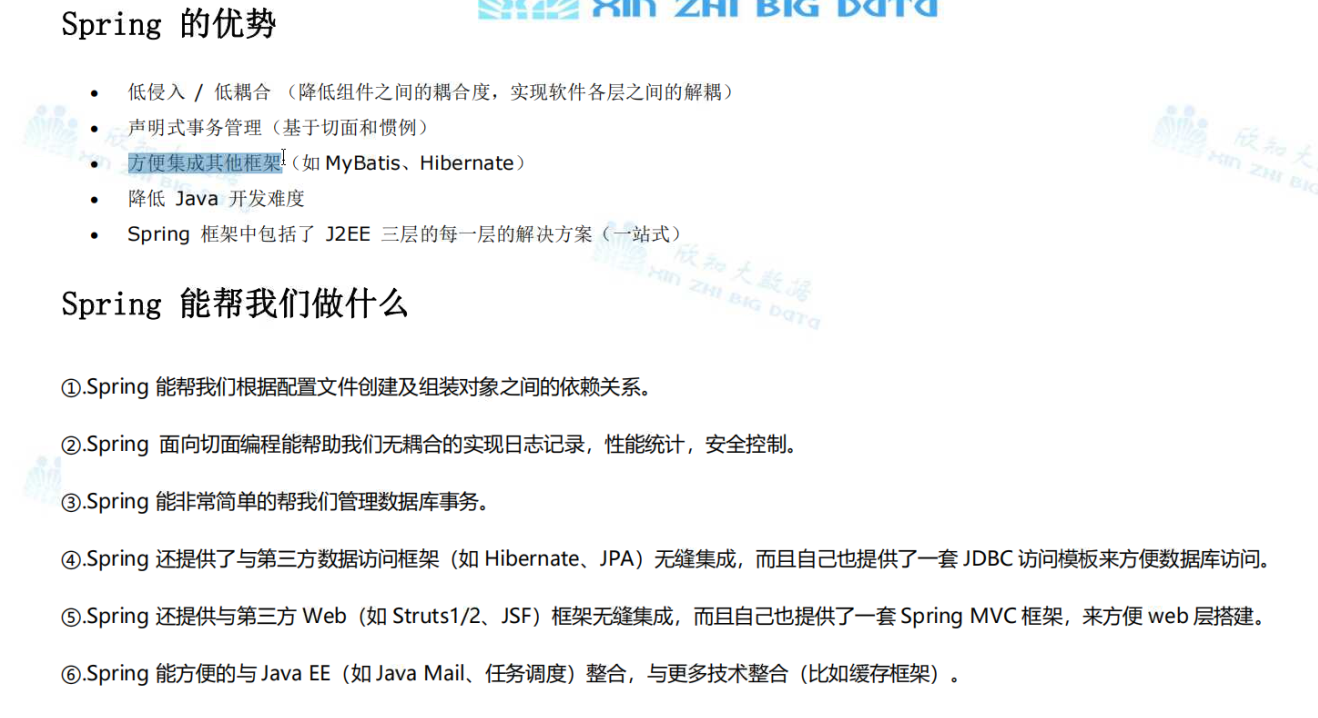 XIN ZHI BIG DATA
Spring 的优势
• 低侵入 / 低耦合 （降低组件之间的耦合度，实现软件各层之间的解耦）
• 声明式事务管理（基于切面和惯例）
• 方便集成其他框架（如 MyBatis、Hibernate）
• 降低 Java 开发难度
• Spring 框架中包括了 J2EE 三层的每一层的解决方案（一站式）
欣知大数据
XIN ZHI BIG DATA
Spring 能帮我们做什么
①.Spring 能帮我们根据配置文件创建及组装对象之间的依赖关系。
②.Spring 面向切面编程能帮助我们无耦合的实现日志记录，性能统计，安全控制。
③.Spring 能非常简单的帮我们管理数据库事务。
④.Spring 还提供了与第三方数据访问框架（如 Hibernate、JPA）无缝集成，而且自己也提供了一套 JDBC 访问模板来方便数据库访问。
⑤.Spring 还提供与第三方 Web（如 Struts1/2、JSF）框架无缝集成，而且自己也提供了一套 Spring MVC 框架，来方便 web 层搭建。
⑥.Spring 能方便的与 Java EE（如 Java Mail、任务调度）整合，与更多技术整合（比如缓存框架）。